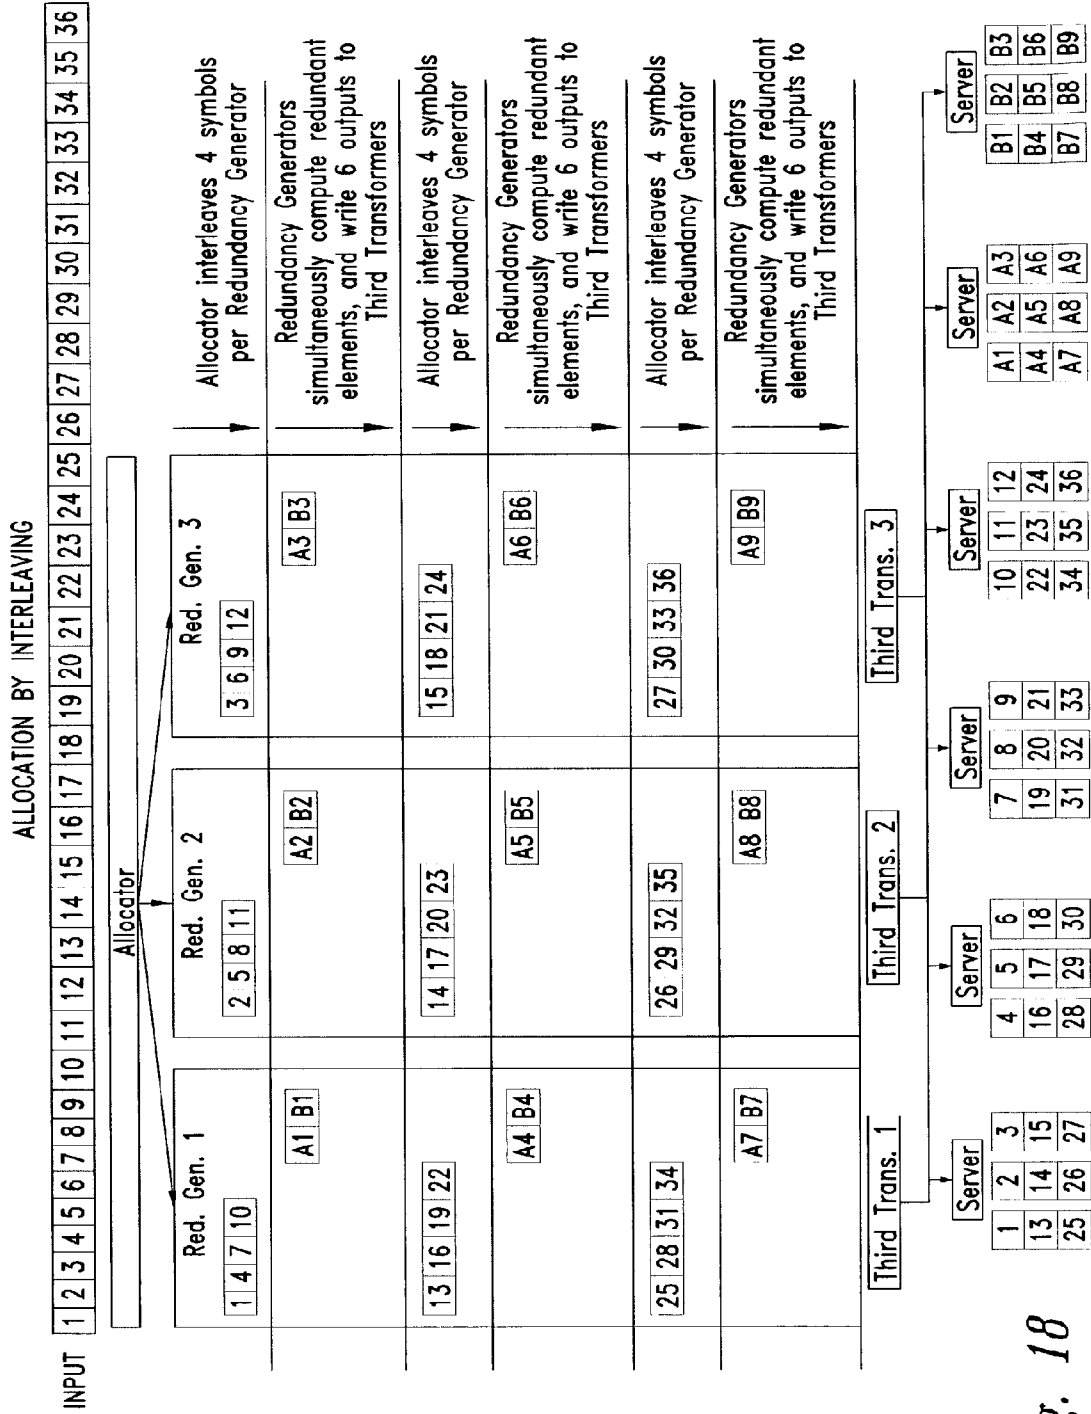 ALLOCATION BY INTERLEAVING
INPUT 1 2 3 4 5 6 7 8 9 10 11 12 13 14 15 16 17 18 19 20 21 22 23 24 25 26 27 28 29 30 31 32 33 34 35 36
Allocator
Red. Gen. 1
1 4 7 10
Red. Gen. 2
2 5 8 11
Red. Gen. 3
3 6 9 12
Allocator interleaves 4 symbols
per Redundancy Generator
A1 B1
A2 B2
A3 B3
Redundancy Generators
simultaneously compute redundant
elements, and write 6 outputs to
Third Transformers
13 16 19 22
14 17 20 23
15 18 21 24
Allocator interleaves 4 symbols
per Redundancy Generator
A4 B4
A5 B5
A6 B6
Redundancy Generators
simultaneously compute redundant
elements, and write 6 outputs to
Third Transformers
25 28 31 34
26 29 32 35
27 30 33 36
Allocator interleaves 4 symbols
per Redundancy Generator
A7 B7
A8 B8
A9 B9
Redundancy Generators
simultaneously compute redundant
elements, and write 6 outputs to
Third Transformers
Third Trans. 1
Third Trans. 2
Third Trans. 3
Server
1 2 3
13 14 15
25 26 27
Server
4 5 6
16 17 18
28 29 30
Server
7 8 9
19 20 21
31 32 33
Server
10 11 12
22 23 24
34 35 36
Server
A1 A2 A3
A4 A5 A6
A7 A8 A9
Server
B1 B2 B3
B4 B5 B6
B7 B8 B9
18